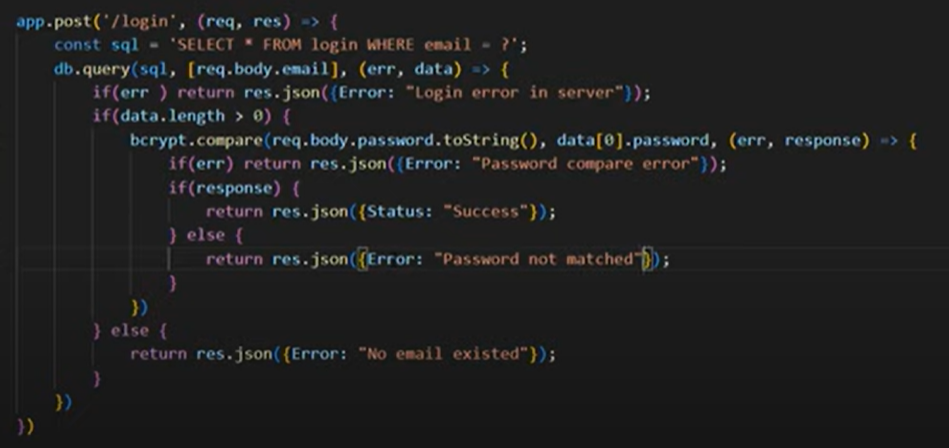 app.post('/login', (req, res) => {
const sql = 'SELECT * FROM login WHERE email = ?';
db.query(sql, [req.body.email], (err, data) => {
if(err ) return res.json({Error: "Login error in server"});
if(data.length > 0) {
bcrypt.compare(req.body.password.toString(), data[0].password, (err, response) => {
if(err) return res.json({Error: "Password compare error"});
if(response) {
return res.json({Status: "Success"});
} else {
return res.json({Error: "Password not matched"});
}
})
} else {
return res.json({Error: "No email existed"});
}
})
})